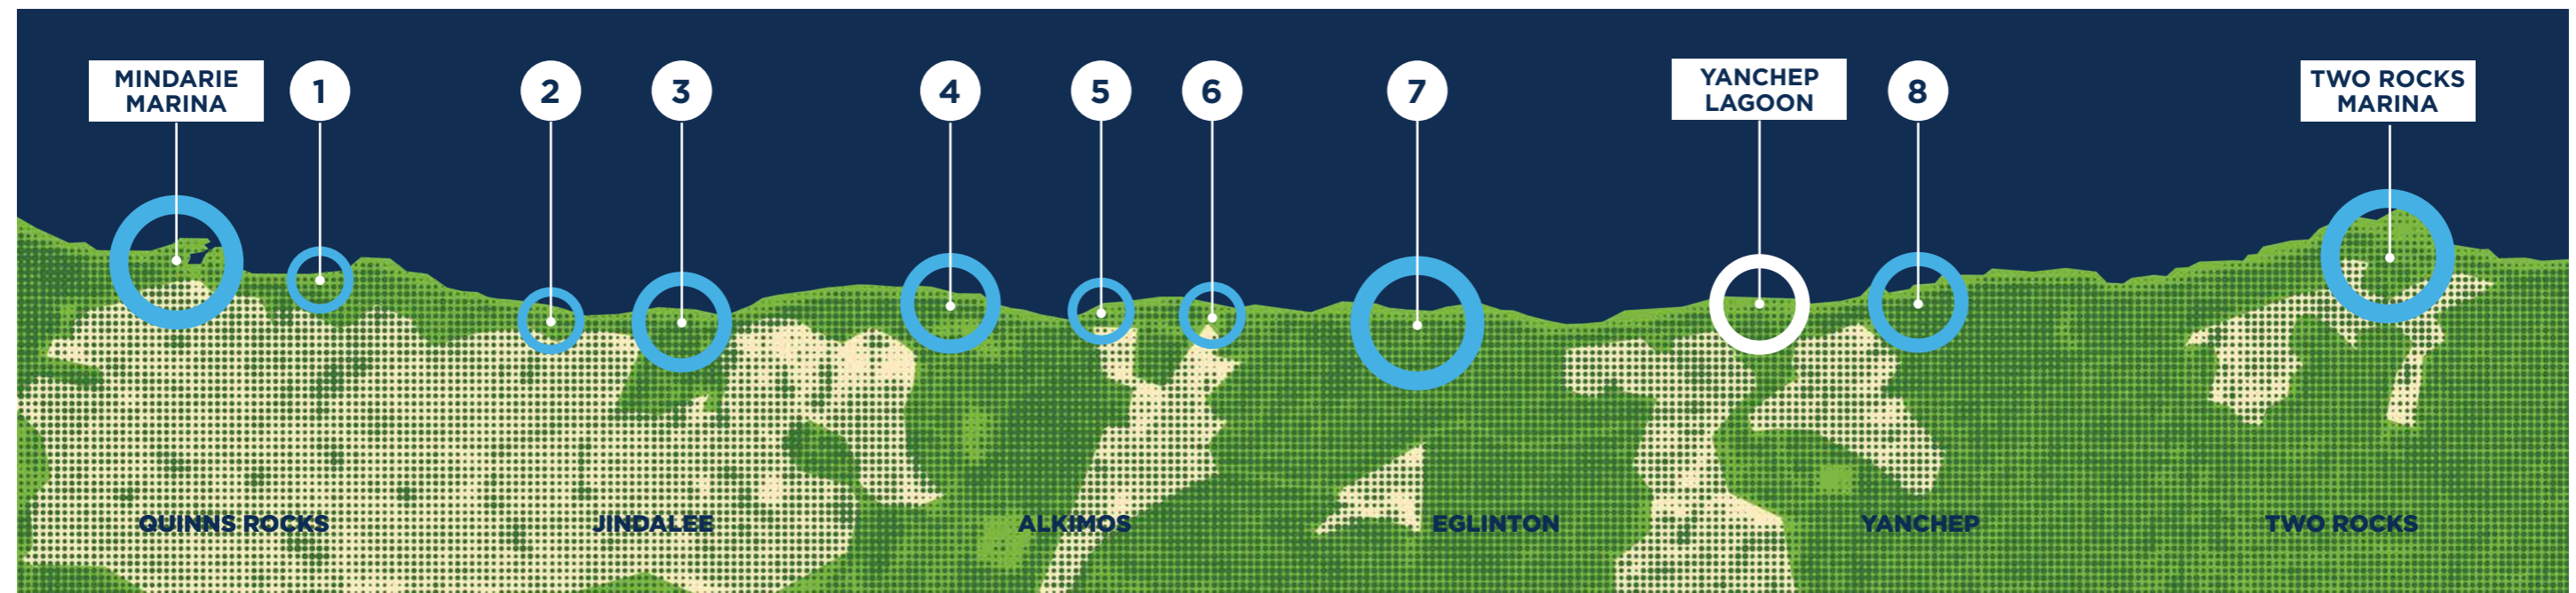 MINDARIE
MARINA
1
2
3
4
5
6
7
YANCHEP
LAGOON
8
TWO ROCKS
MARINA
QUINNS ROCKS
JINDALEE
ALKIMOS
EGLINTON
YANCHEP
TWO ROCKS